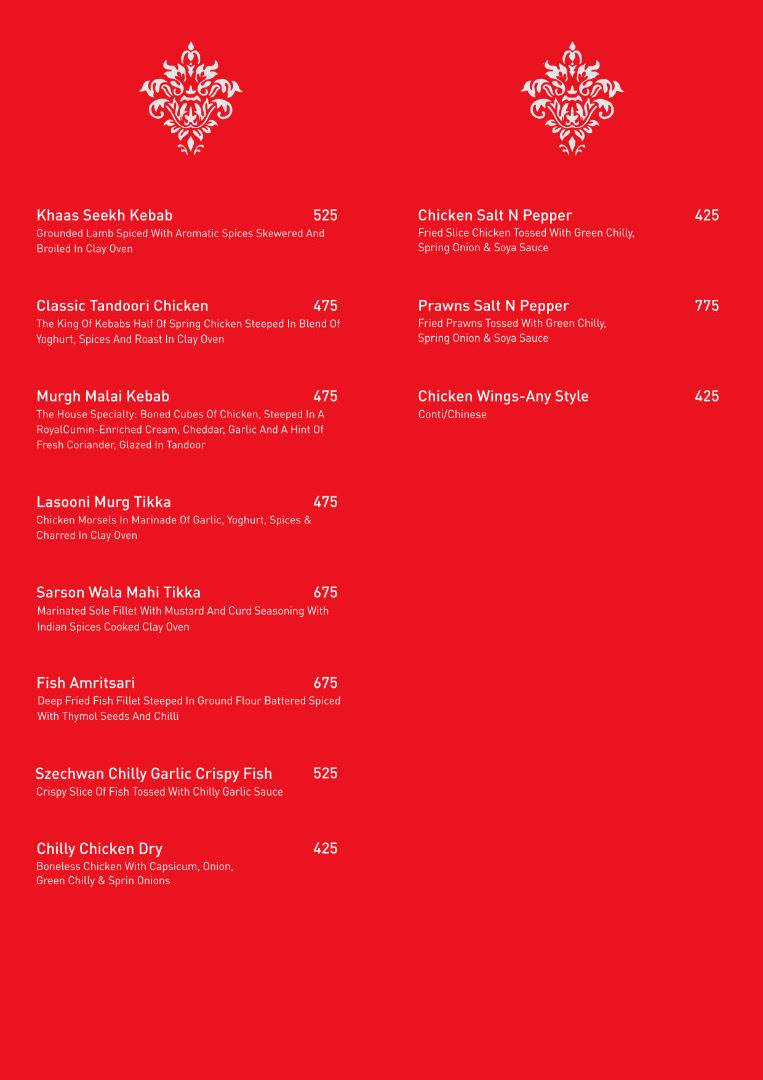 Khaas Seekh Kebab 525
Grounded Lamb Spiced With Aromatic Spices Skewered And
Broiled In Clay Oven
Classic Tandoori Chicken 475
The King Of Kebabs Half Of Spring Chicken Steeped In Blend Of
Yoghurt, Spices And Roast In Clay Oven
Murgh Malai Kebab 475
The House Specialty: Boned Cubes Of Chicken, Steeped In A
RoyalCumin-Enriched Cream, Cheddar, Garlic And A Hint Of
Fresh Coriander, Glazed In Tandoor
Lasooni Murg Tikka 475
Chicken Morsels In Marinade Of Garlic, Yoghurt, Spices &
Charred In Clay Oven
Sarson Wala Mahi Tikka 675
Marinated Sole Fillet With Mustard And Curd Seasoning With
Indian Spices Cooked Clay Oven
Fish Amritsari 675
Deep Fried Fish Fillet Steeped In Ground Flour Battered Spiced
With Thymol Seeds And Chilli
Szechwan Chilly Garlic Crispy Fish 525
Crispy Slice Of Fish Tossed With Chilly Garlic Sauce
Chilly Chicken Dry 425
Boneless Chicken With Capsicum, Onion,
Green Chilly & Sprin Onions
Chicken Salt N Pepper 425
Fried Slice Chicken Tossed With Green Chilly,
Spring Onion & Soya Sauce
Prawns Salt N Pepper 775
Fried Prawns Tossed With Green Chilly,
Spring Onion & Soya Sauce
Chicken Wings-Any Style 425
Conti/Chinese